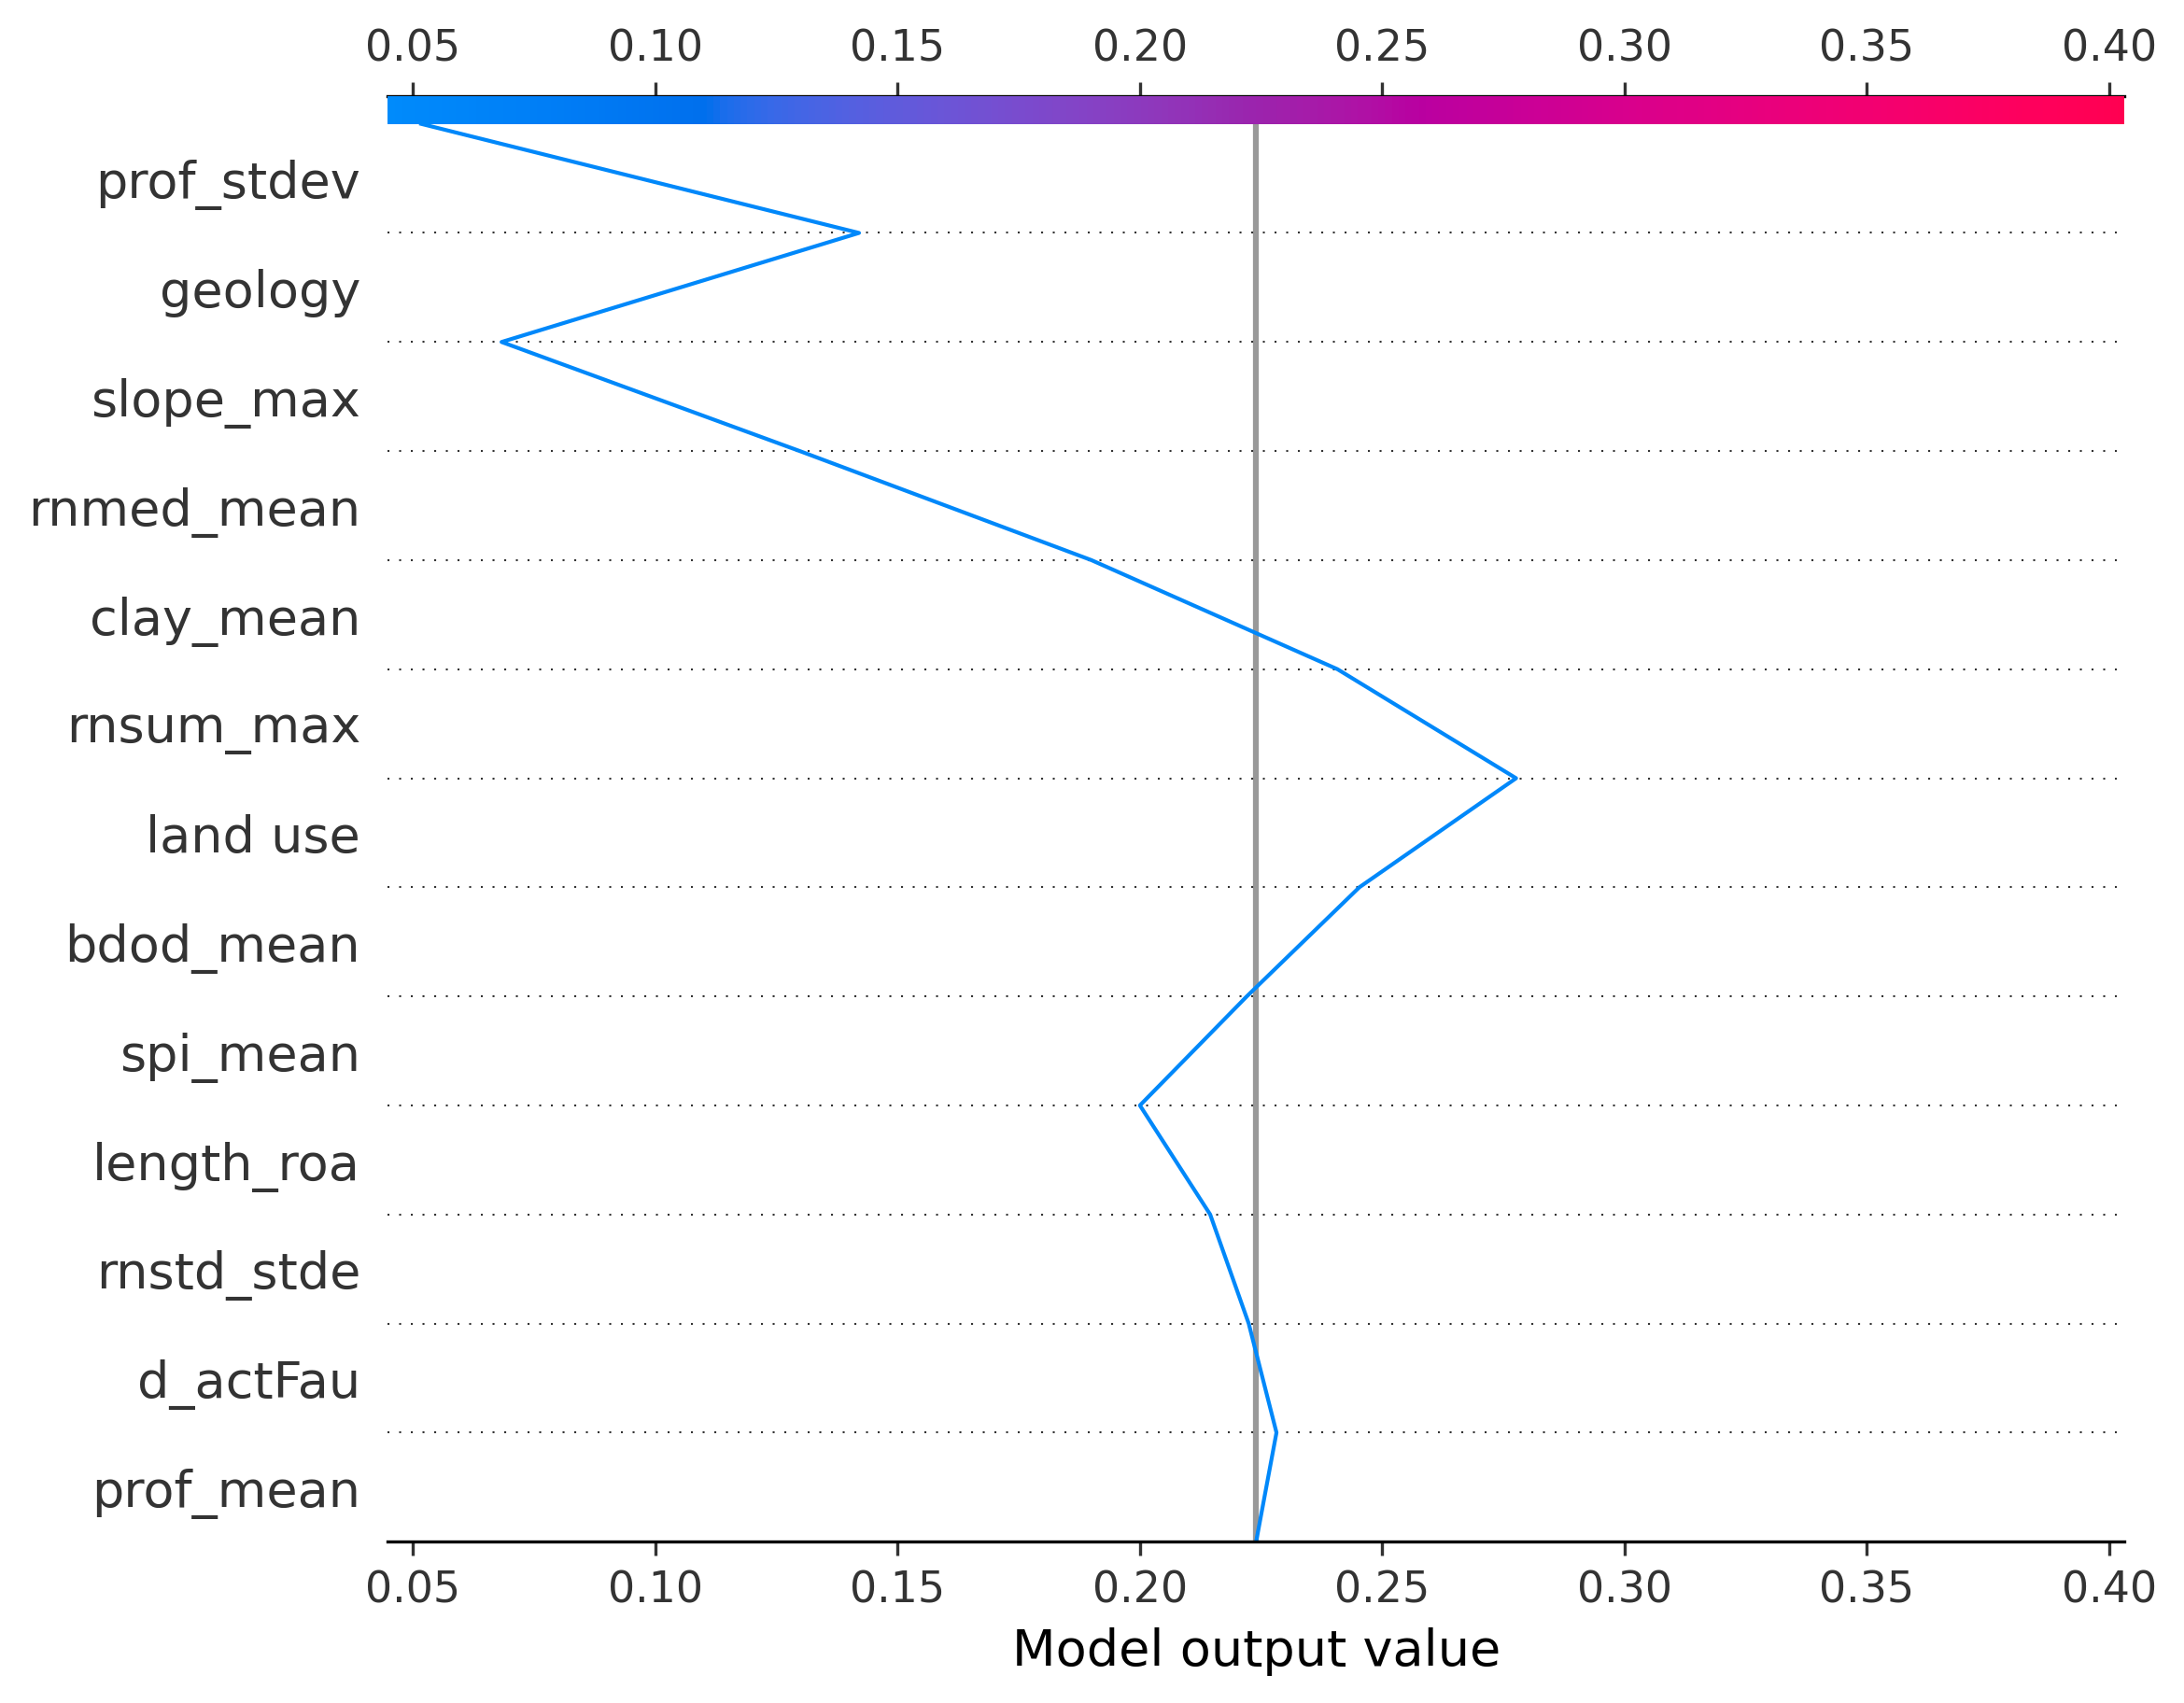 0.05 0.10 0.15 0.20 0.25 0.30 0.35 0.40
prof_stdev
geology
slope_max
rnmed_mean
clay_mean
rnsum_max
land use
bdod_mean
spi_mean
length_roa
rnstd_stde
d_actFau
prof_mean
0.05 0.10 0.15 0.20 0.25 0.30 0.35 0.40
Model output value